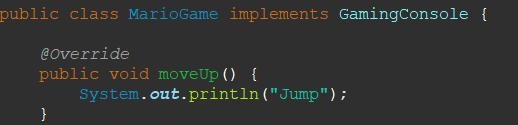 public class MarioGame implements GamingConsole {
@Override
public void moveUp() {
System.out.println("Jump");
}